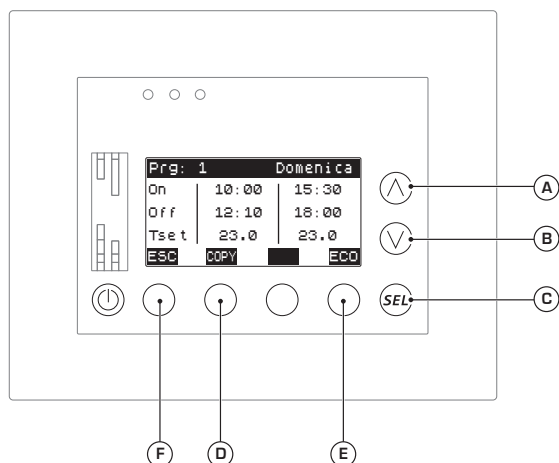 Prg: 1 Domenica
On 10:00 15:30
Off 12:10 18:00
Tset 23.0 23.0
ESC COPY ECO
SEL
A
B
C
F D E